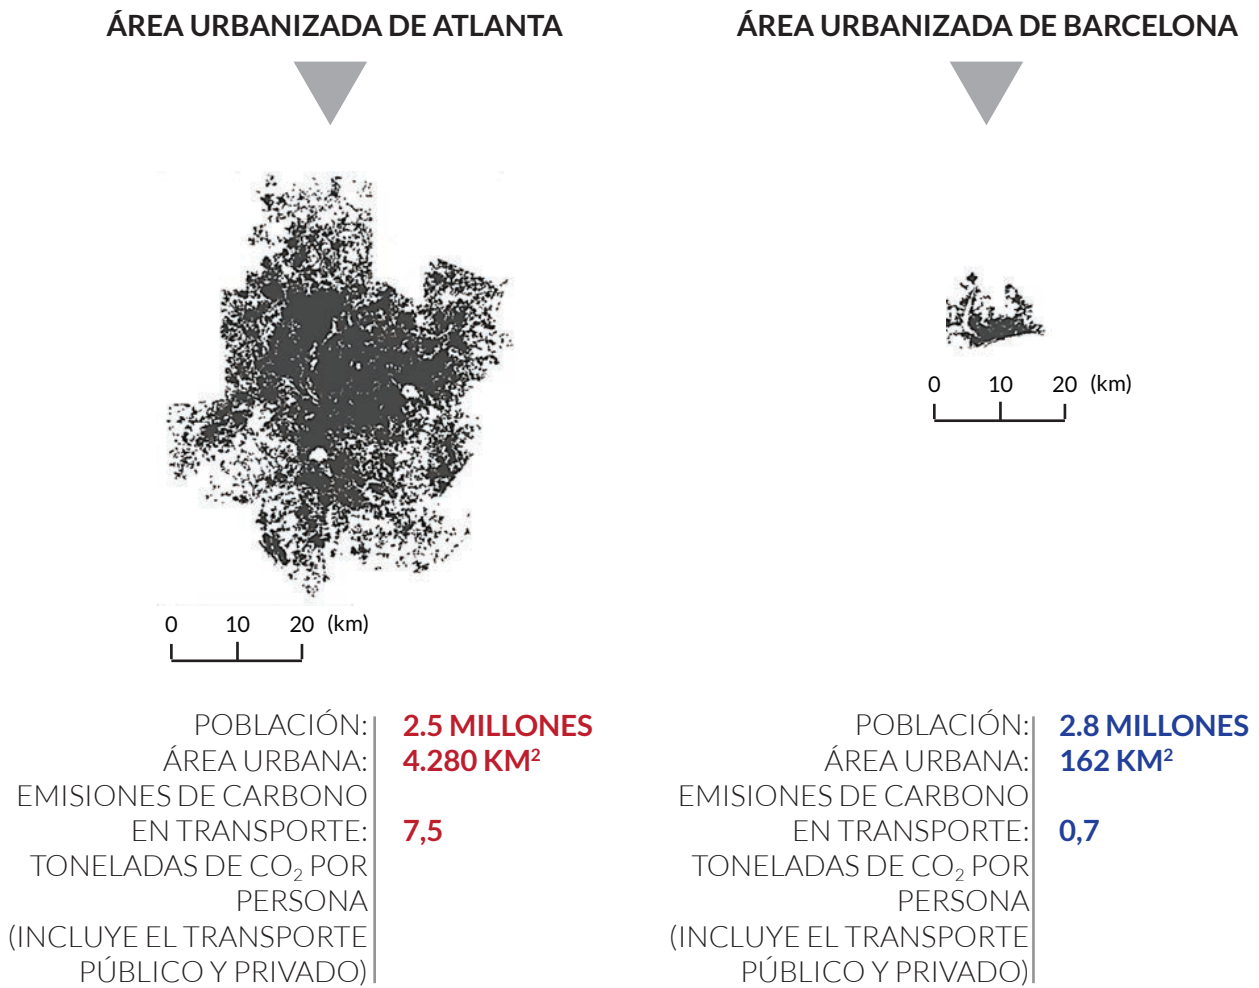 ÁREA URBANIZADA DE ATLANTA
0 10 20 (km)
POBLACIÓN: 2.5 MILLONES
ÁREA URBANA: 4.280 KM²
EMISIONES DE CARBONO
EN TRANSPORTE: 7,5
TONELADAS DE CO₂ POR
PERSONA
(INCLUYE EL TRANSPORTE
PÚBLICO Y PRIVADO)
ÁREA URBANIZADA DE BARCELONA
0 10 20 (km)
POBLACIÓN: 2.8 MILLONES
ÁREA URBANA: 162 KM²
EMISIONES DE CARBONO
EN TRANSPORTE: 0,7
TONELADAS DE CO₂ POR
PERSONA
(INCLUYE EL TRANSPORTE
PÚBLICO Y PRIVADO)